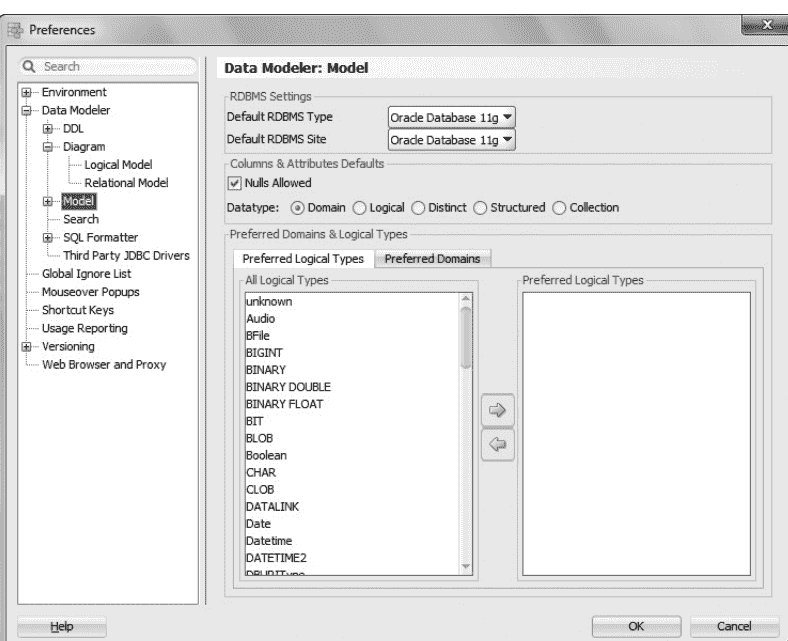 Preferences
Search
Environment
Data Modeler
DDL
Diagram
Logical Model
Relational Model
Model
Search
SQL Formatter
Third Party JDBC Drivers
Global Ignore List
Mouseover Popups
Shortcut Keys
Usage Reporting
Versioning
Web Browser and Proxy
Data Modeler: Model
RDBMS Settings
Default RDBMS Type Oracle Database 11g
Default RDBMS Site Oracle Database 11g
Columns & Attributes Defaults
Nulls Allowed
Datatype: Domain Logical Distinct Structured Collection
Preferred Domains & Logical Types
Preferred Logical Types Preferred Domains
All Logical Types
unknown
Audio
BFile
BIGINT
BINARY
BINARY DOUBLE
BINARY FLOAT
BIT
BLOB
Boolean
CHAR
CLOB
DATALINK
Date
Datetime
DATETIME2
DBURIType
Preferred Logical Types
Help OK Cancel